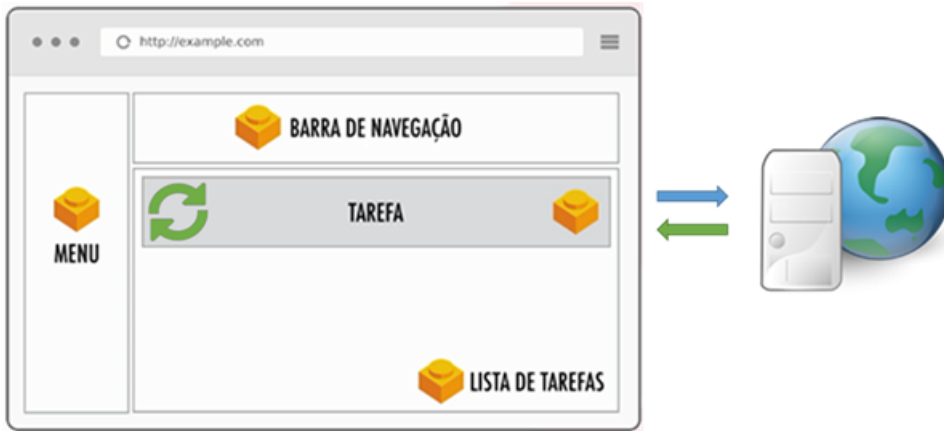 http://example.com
BARRA DE NAVEGAÇÃO
MENU
TAREFA
LISTA DE TAREFAS